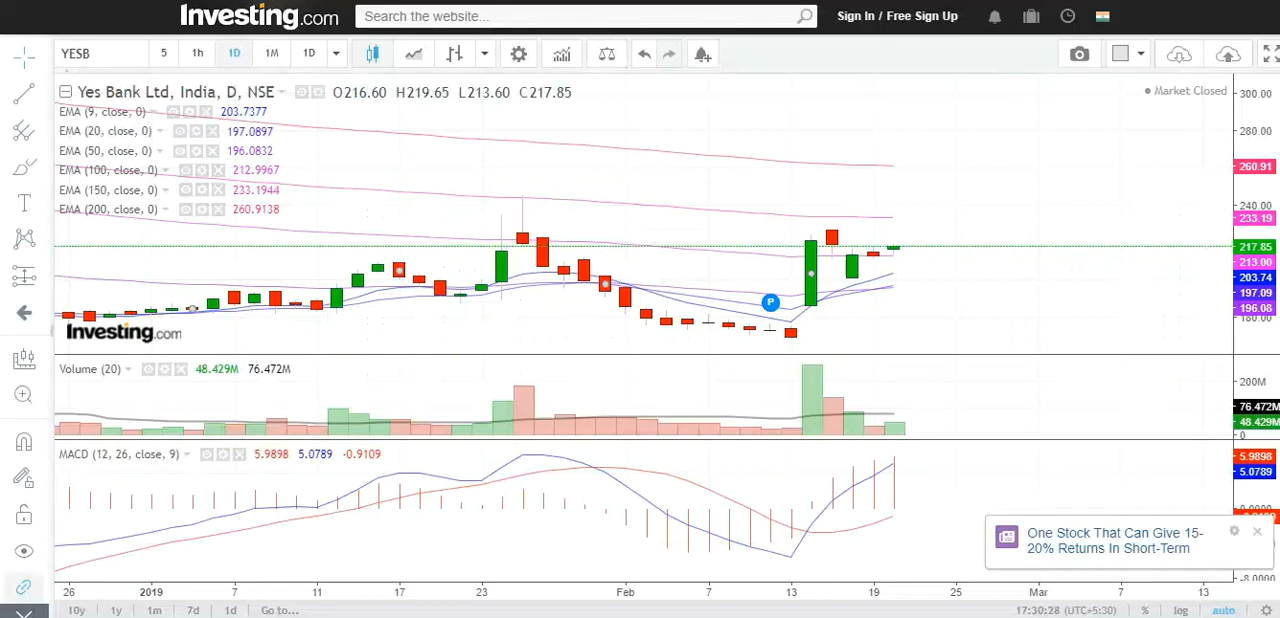 Investing.com
Search the website...
Sign In / Free Sign Up
YESB 5 1h 1D 1M 1D
Yes Bank Ltd, India, D, NSE O216.60 H219.65 L213.60 C217.85
Market Closed
EMA (9, close, 0) 203.7377
EMA (20, close, 0) 197.0897
EMA (50, close, 0) 196.0832
EMA (100, close, 0) 212.9967
EMA (150, close, 0) 233.1944
EMA (200, close, 0) 260.9138
300.00
280.00
260.91
240.00
233.19
217.85
213.00
203.74
197.09
196.08
180.00
P
Investing.com
Volume (20) 48.429M 76.472M
200M
76.472M
48.429M
0
MACD (12, 26, close, 9) 5.9898 5.0789 -0.9109
5.9898
5.0789
0.0000
-8.0000
One Stock That Can Give 15-
20% Returns In Short-Term
26 2019 7 11 17 23 Feb 7 13 19 25 Mar 7 13
10y 1y 1m 7d 1d Go to... 17:30:28 (UTC+5:30) % log auto